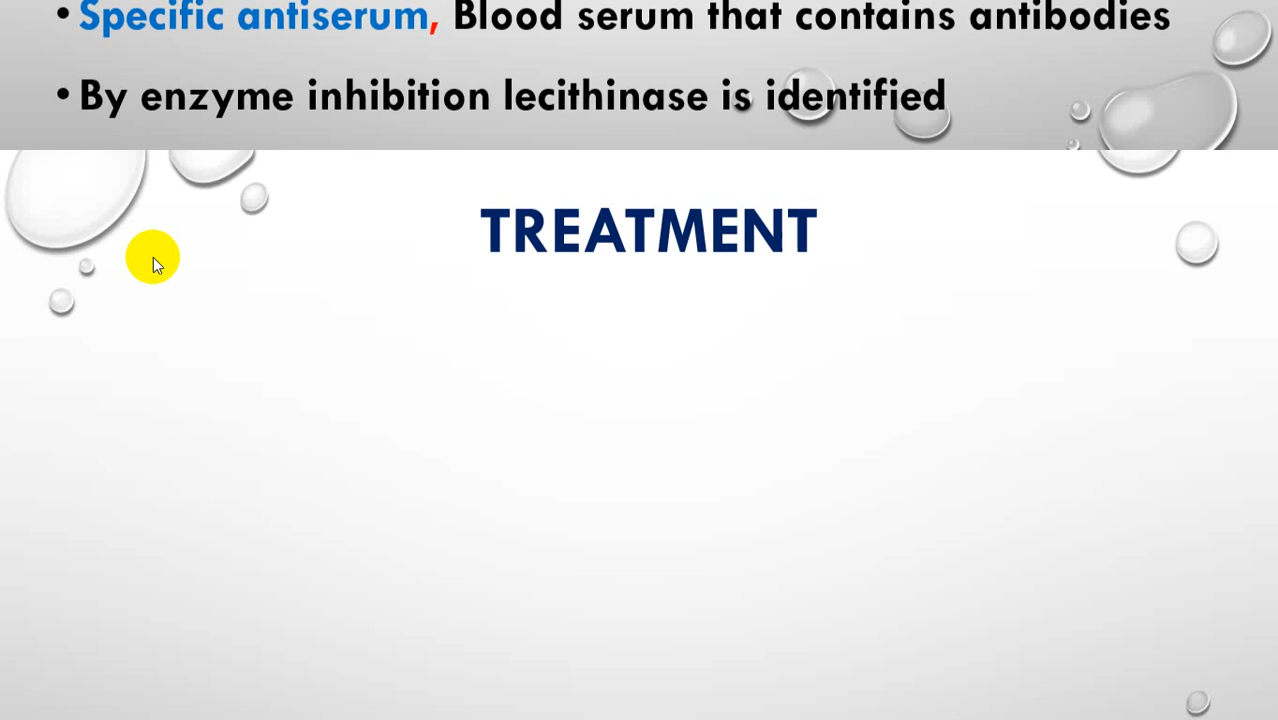 • Specific antiserum, Blood serum that contains antibodies
• By enzyme inhibition lecithinase is identified
TREATMENT